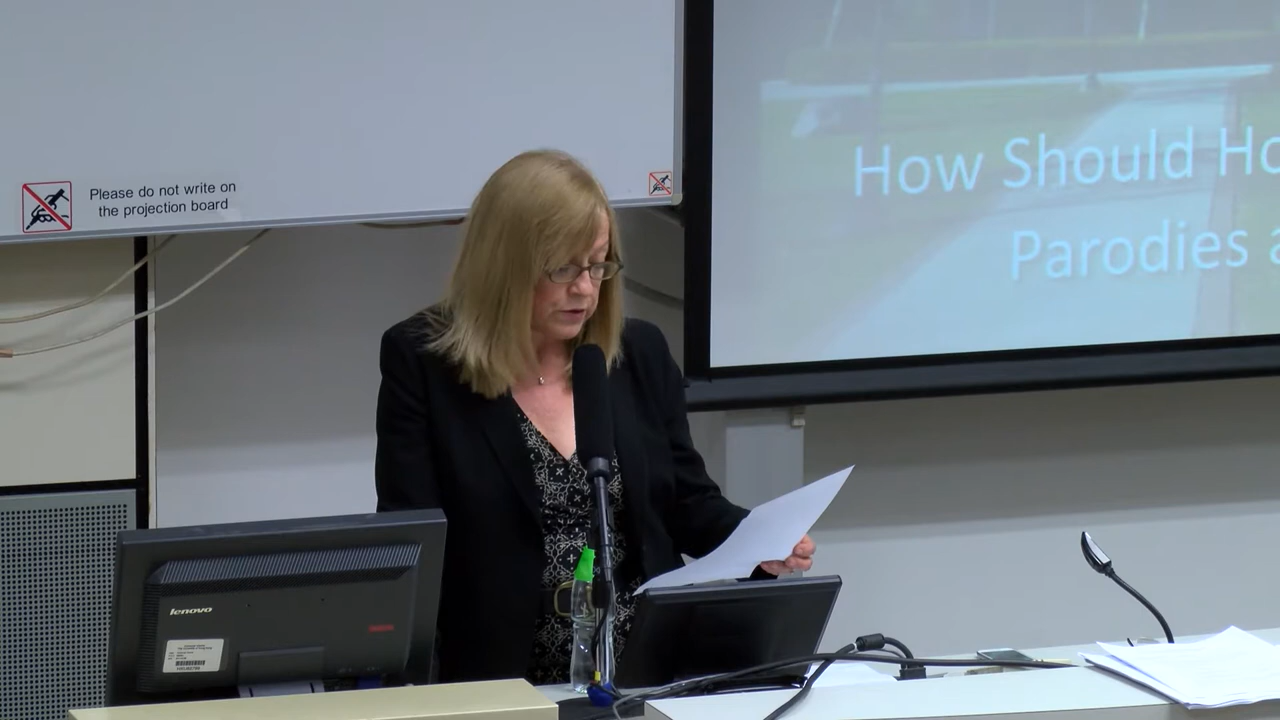 Please do not write on
the projection board
How Should Ho
Parodies a
lenovo